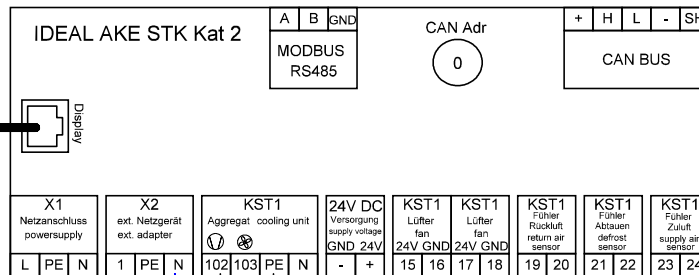 IDEAL AKE STK Kat 2
A B GND
MODBUS
RS485
CAN Adr
0
+ H L - SH
CAN BUS
Display
X1
Netzanschluss
powersupply
L PE N
X2
ext. Netzgerät
ext. adapter
1 PE N
KST1
Aggregat cooling unit
102 103 PE N
24V DC
Versorgung
supply voltage
GND 24V
- +
KST1
Lüfter
fan
24V GND
15 16
KST1
Lüfter
fan
24V GND
17 18
KST1
Fühler
Rückluft
return air
sensor
19 20
KST1
Fühler
Abtauen
defrost
sensor
21 22
KST1
Fühler
Zuluft
supply air
sensor
23 24